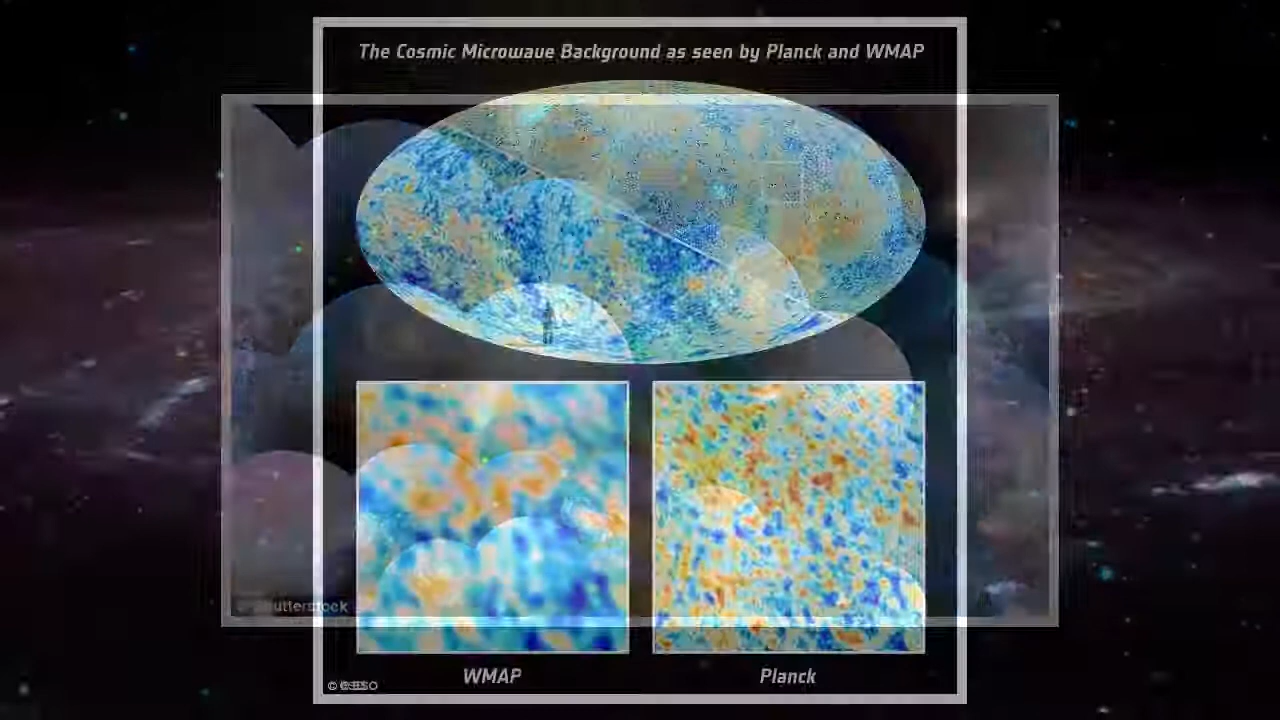 The Cosmic Microwave Background as seen by Planck and WMAP
WMAP
Planck